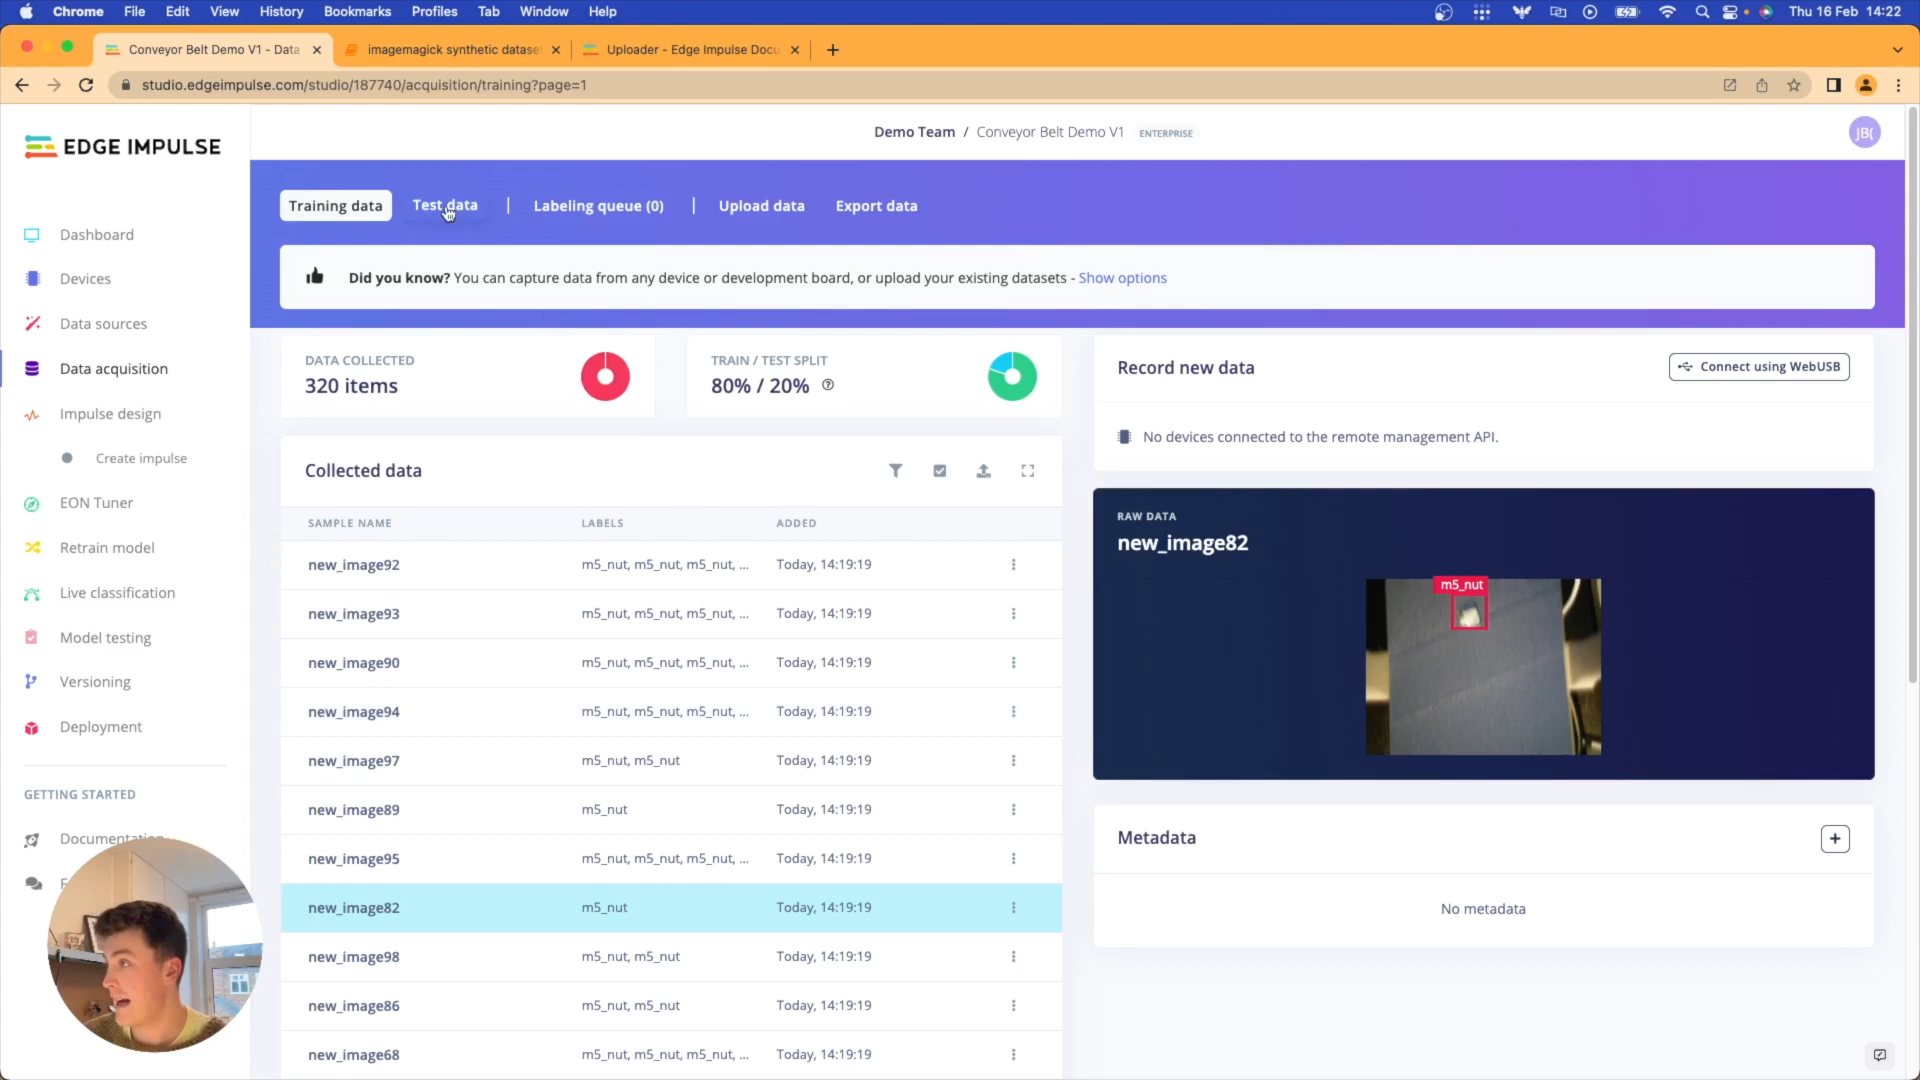 Chrome File Edit View History Bookmarks Profiles Tab Window Help Thu 16 Feb 14:22
Conveyor Belt Demo V1 - Data imagemagick synthetic dataset Uploader - Edge Impulse Docu
studio.edgeimpulse.com/studio/187740/acquisition/training?page=1
EDGE IMPULSE
Demo Team / Conveyor Belt Demo V1 ENTERPRISE
JB(
Training data Test data | Labeling queue (0) | Upload data Export data
Did you know? You can capture data from any device or development board, or upload your existing datasets - Show options
Dashboard
Devices
Data sources
Data acquisition
Impulse design
Create impulse
EON Tuner
Retrain model
Live classification
Model testing
Versioning
Deployment
GETTING STARTED
Documentation
F
DATA COLLECTED
320 items
TRAIN / TEST SPLIT
80% / 20%
Collected data
SAMPLE NAME LABELS ADDED
new_image92 m5_nut, m5_nut, m5_nut, ... Today, 14:19:19
new_image93 m5_nut, m5_nut, m5_nut, ... Today, 14:19:19
new_image90 m5_nut, m5_nut, m5_nut, ... Today, 14:19:19
new_image94 m5_nut, m5_nut, m5_nut, ... Today, 14:19:19
new_image97 m5_nut, m5_nut Today, 14:19:19
new_image89 m5_nut Today, 14:19:19
new_image95 m5_nut, m5_nut, m5_nut, ... Today, 14:19:19
new_image82 m5_nut Today, 14:19:19
new_image98 m5_nut, m5_nut Today, 14:19:19
new_image86 m5_nut, m5_nut Today, 14:19:19
new_image68 m5_nut, m5_nut, m5_nut, ... Today, 14:19:19
Record new data Connect using WebUSB
No devices connected to the remote management API.
RAW DATA
new_image82
m5_nut
Metadata
No metadata